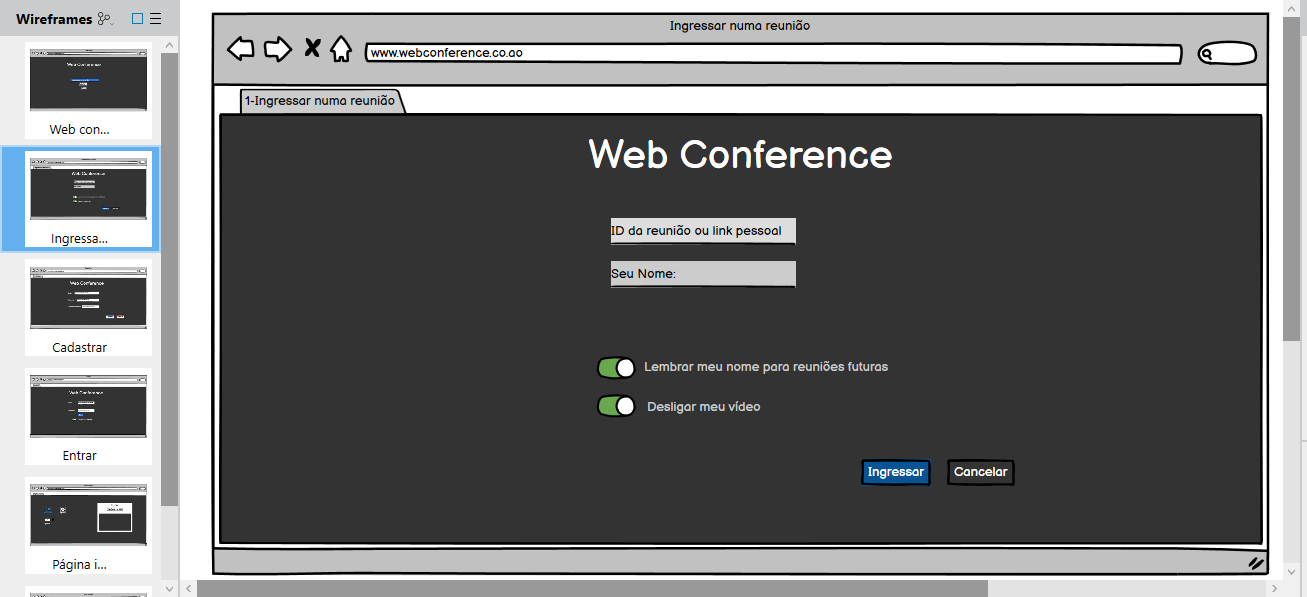 Wireframes
Web con...
Ingressa...
Cadastrar
Entrar
Página i...
Ingressar numa reunião
www.webconference.co.ao
1-Ingressar numa reunião
Web Conference
ID da reunião ou link pessoal
Seu Nome:
Lembrar meu nome para reuniões futuras
Desligar meu vídeo
Ingressar
Cancelar